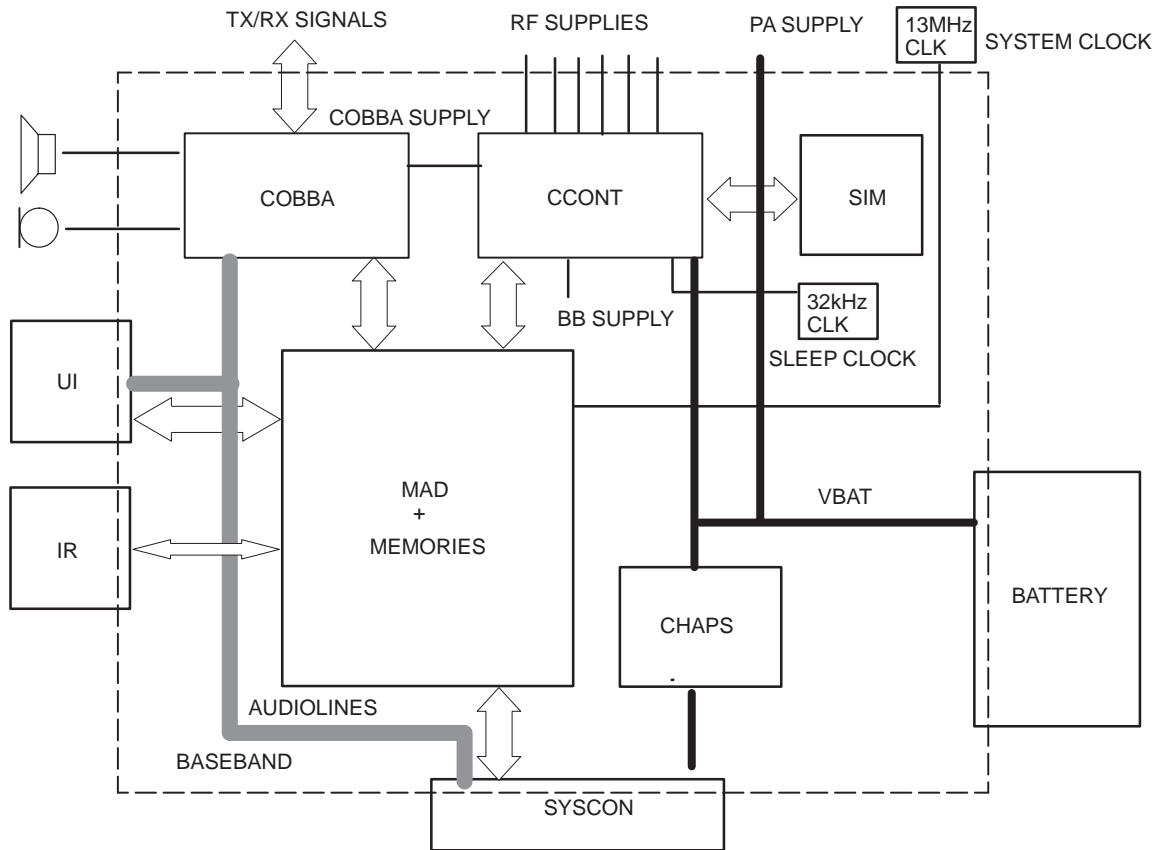 TX/RX SIGNALS
RF SUPPLIES
PA SUPPLY
13MHz
CLK
SYSTEM CLOCK
COBBA SUPPLY
COBBA
CCONT
SIM
BB SUPPLY
32kHz
CLK
SLEEP CLOCK
UI
MAD
+
MEMORIES
VBAT
IR
BATTERY
CHAPS
AUDIOLINES
BASEBAND
SYSCON